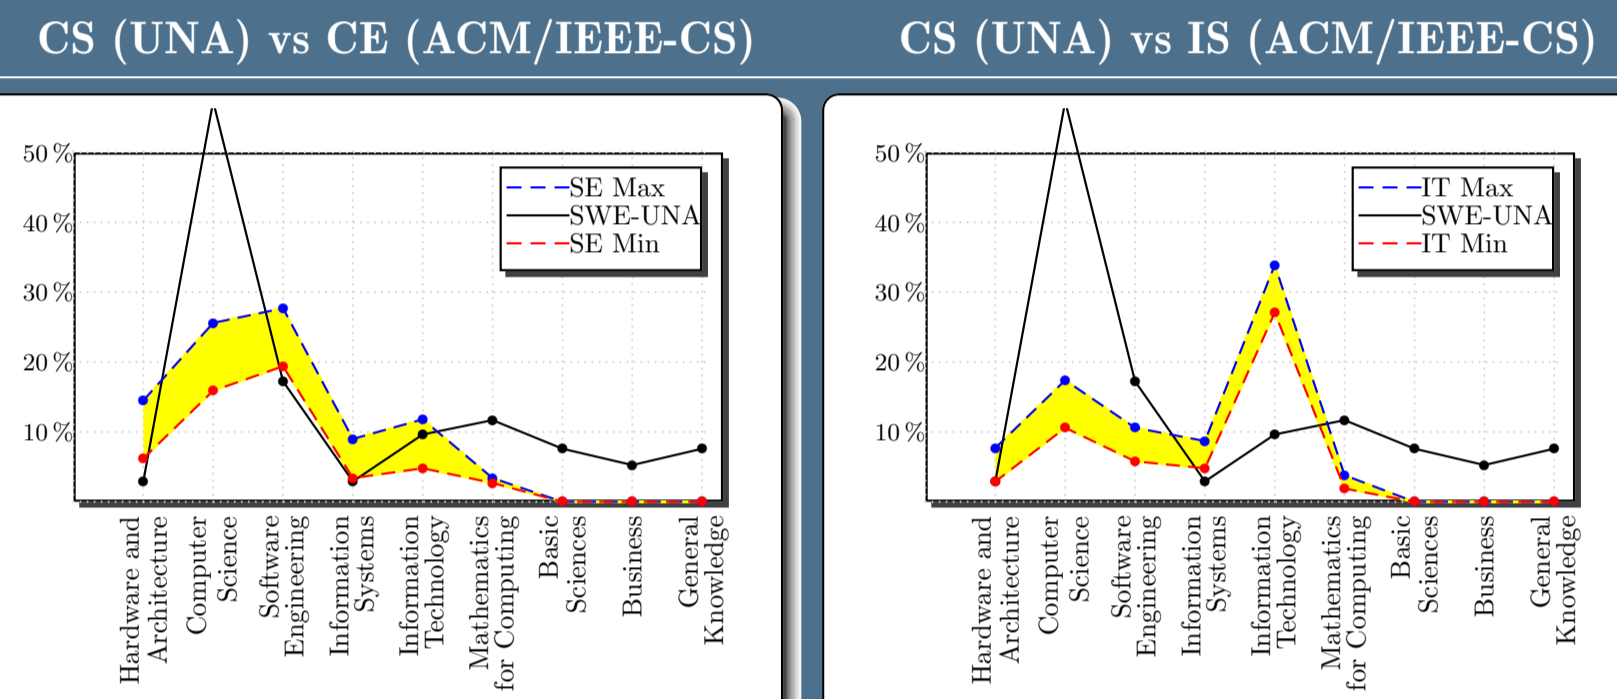 CS (UNA) vs CE (ACM/IEEE-CS)
50 %
40 %
30 %
20 %
10 %
SE Max
SWE-UNA
SE Min
Hardware and
Architecture
Computer
Science
Software
Engineering
Information
Systems
Information
Technology
Mathematics
for Computing
Basic
Sciences
Business
General
Knowledge
CS (UNA) vs IS (ACM/IEEE-CS)
50 %
40 %
30 %
20 %
10 %
IT Max
SWE-UNA
IT Min
Hardware and
Architecture
Computer
Science
Software
Engineering
Information
Systems
Information
Technology
Mathematics
for Computing
Basic
Sciences
Business
General
Knowledge